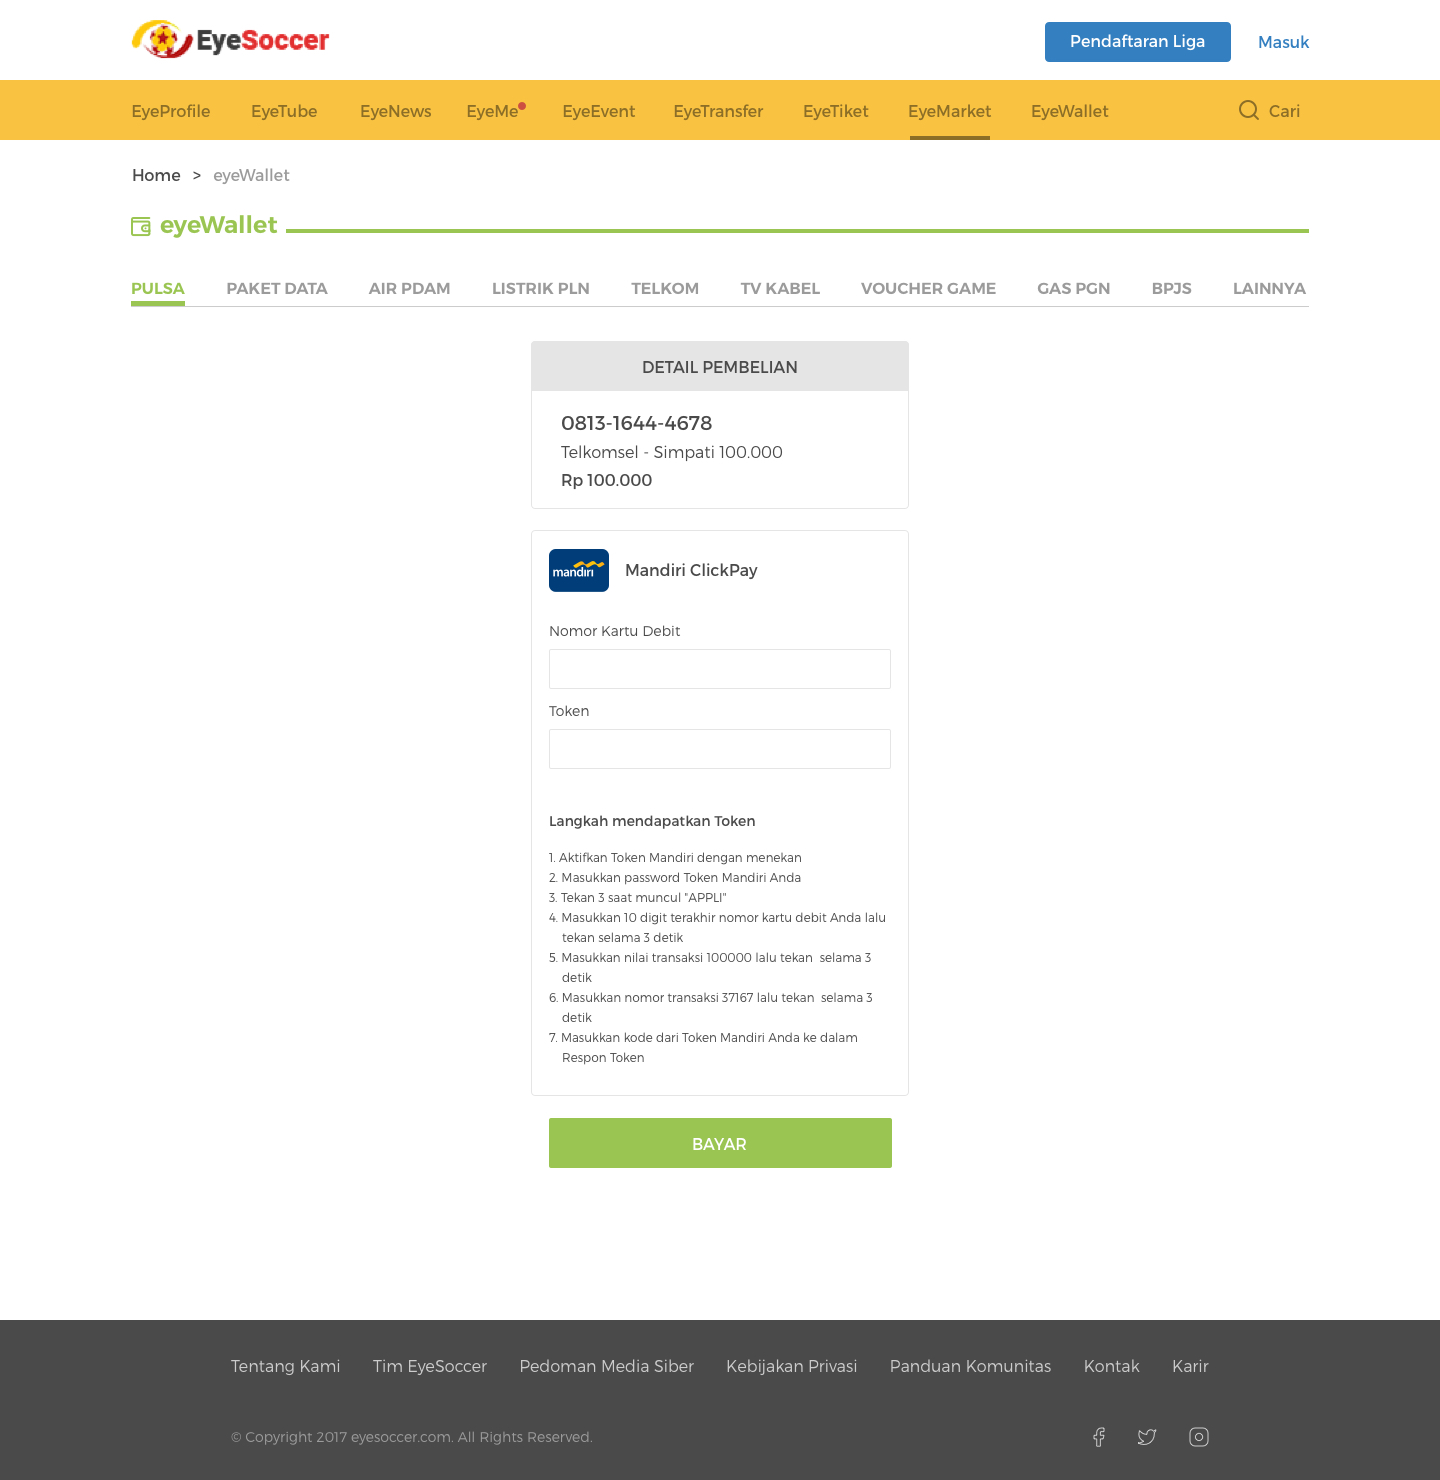 EyeSoccer
Pendaftaran Liga
Masuk
EyeProfile EyeTube EyeNews EyeMe EyeEvent EyeTransfer EyeTiket EyeMarket EyeWallet Cari
Home > eyeWallet
eyeWallet
PULSA PAKET DATA AIR PDAM LISTRIK PLN TELKOM TV KABEL VOUCHER GAME GAS PGN BPJS LAINNYA
DETAIL PEMBELIAN
0813-1644-4678
Telkomsel - Simpati 100.000
Rp 100.000
mandiri
Mandiri ClickPay
Nomor Kartu Debit
Token
Langkah mendapatkan Token
1. Aktifkan Token Mandiri dengan menekan
2. Masukkan password Token Mandiri Anda
3. Tekan 3 saat muncul "APPLI"
4. Masukkan 10 digit terakhir nomor kartu debit Anda lalu
tekan selama 3 detik
5. Masukkan nilai transaksi 100000 lalu tekan  selama 3
detik
6. Masukkan nomor transaksi 37167 lalu tekan  selama 3
detik
7. Masukkan kode dari Token Mandiri Anda ke dalam
Respon Token
BAYAR
Tentang Kami Tim EyeSoccer Pedoman Media Siber Kebijakan Privasi Panduan Komunitas Kontak Karir
© Copyright 2017 eyesoccer.com. All Rights Reserved.